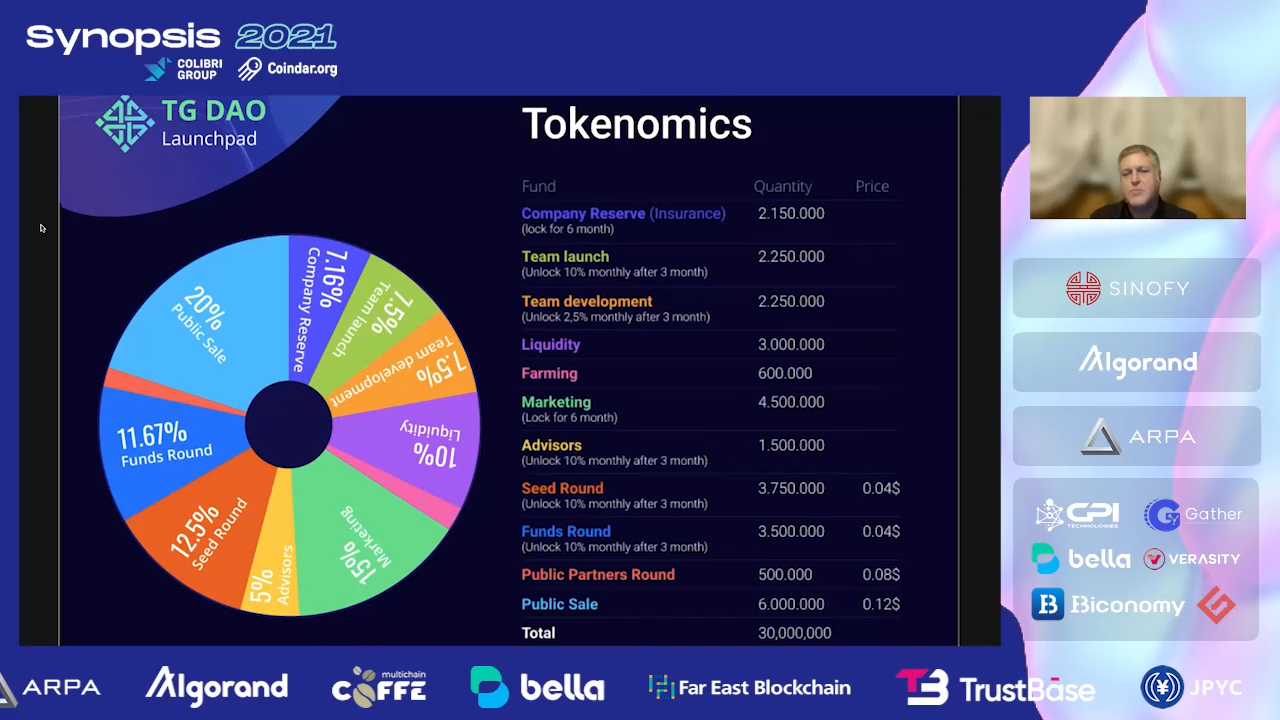 Synopsis 2021
COLIBRI GROUP
Coindar.org
TG DAO
Launchpad
Tokenomics
Fund Quantity Price
Company Reserve (Insurance) 2.150.000
(lock for 6 month)
Team launch 2.250.000
(Unlock 10% monthly after 3 month)
Team development 2.250.000
(Unlock 2,5% monthly after 3 month)
Liquidity 3.000.000
Farming 600.000
Marketing 4.500.000
(Lock for 6 month)
Advisors 1.500.000
(Unlock 10% monthly after 3 month)
Seed Round 3.750.000 0.04$
(Unlock 10% monthly after 3 month)
Funds Round 3.500.000 0.04$
(Unlock 10% monthly after 3 month)
Public Partners Round 500.000 0.08$
Public Sale 6.000.000 0.12$
Total 30,000,000
7.16%
Company Reserve
7.5%
Team launch
7.5%
Team development
10%
Liquidity
15%
Marketing
5%
Advisors
12.5%
Seed Round
11.67%
Funds Round
20%
Public Sale
SINOFY
Algorand
ARPA
CPI
TECHNOLOGIES
Gather
bella
VERASITY
Biconomy
ARPA
Algorand
multichain
COFFE
bella
Far East Blockchain
TrustBase
JPYC